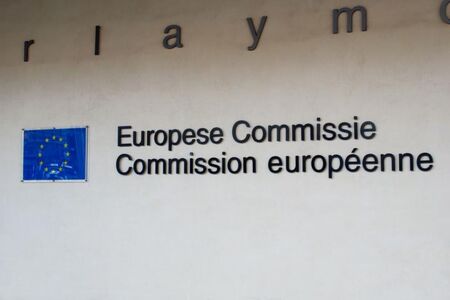 r l a y m
Europese Commissie
Commission européenne